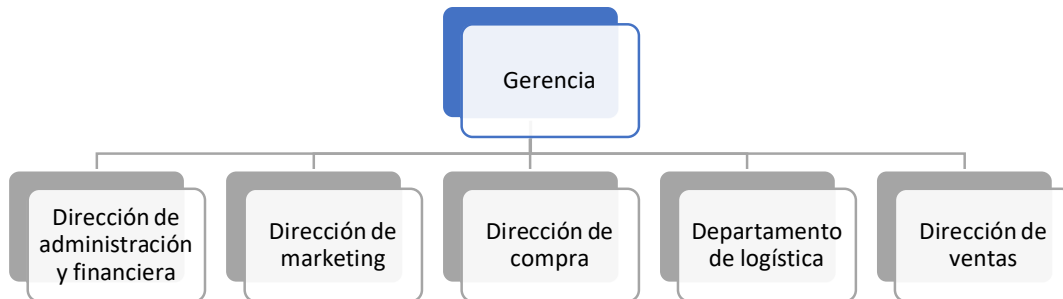 Gerencia
Dirección de
administración
y financiera
Dirección de
marketing
Dirección de
compra
Departamento
de logística
Dirección de
ventas